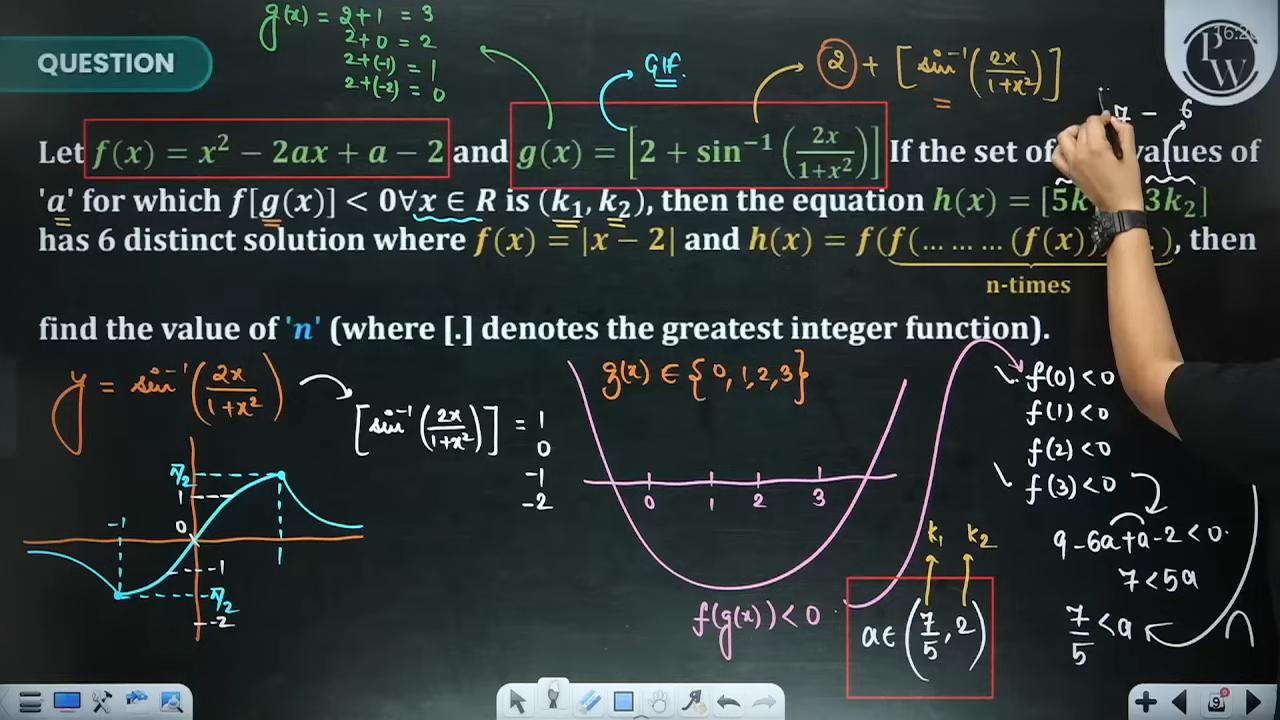 g(x) = 2+1 = 3
2+0 = 2
2+(-1) = 1
2+(-2) = 0
GIF.
2 + [sin⁻¹(2x/1+x²)]
16:2
PW
QUESTION
7 - 6
Let f(x) = x² − 2ax + a − 2 and g(x) = [2 + sin⁻¹(2x/1+x²)] If the set of values of
'a' for which f[g(x)] < 0∀x ∈ R is (k₁, k₂), then the equation h(x) = [5k 3k₂]
has 6 distinct solution where f(x) = |x − 2| and h(x) = f(f(… … … (f(x)) ), then
n-times
find the value of 'n' (where [.] denotes the greatest integer function).
y = sin⁻¹(2x/1+x²)
[sin⁻¹(2x/1+x²)] = 1
0
-1
-2
π/2
1
0
-1
1
-1
-π/2
-2
g(x) ∈ {0,1,2,3}
0 1 2 3
f(g(x)) < 0
f(0) < 0
f(1) < 0
f(2) < 0
f(3) < 0
9-6a+a-2 < 0
7 < 5a
7/5 < a
k₁ k₂
a ∈ (7/5, 2)
9